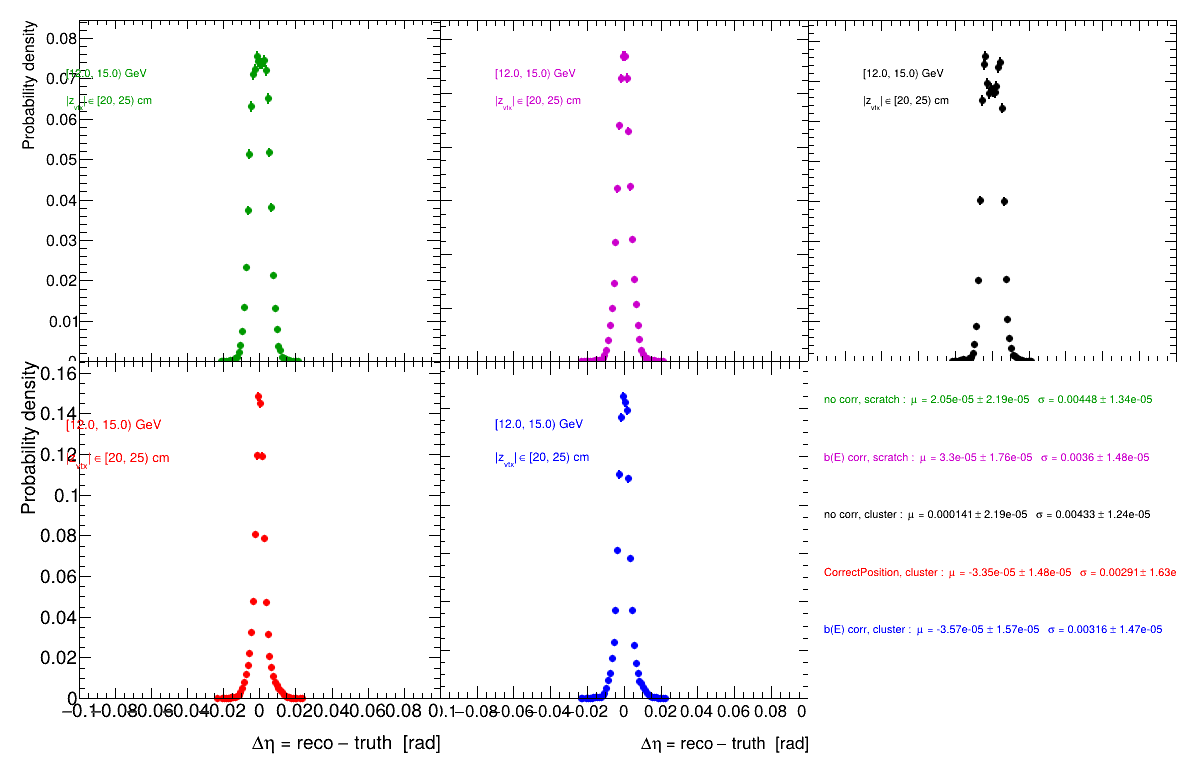 Probability density
0.08
0.07
0.06
0.05
0.04
0.03
0.02
0.01
[12.0, 15.0) GeV
|z_vtx| ∈ [20, 25) cm
[12.0, 15.0) GeV
|z_vtx| ∈ [20, 25) cm
[12.0, 15.0) GeV
|z_vtx| ∈ [20, 25) cm
Probability density
0.16
0.14
0.12
0.1
0.08
0.06
0.04
0.02
0
[12.0, 15.0) GeV
|z_vtx| ∈ [20, 25) cm
[12.0, 15.0) GeV
|z_vtx| ∈ [20, 25) cm
−0.1 −0.08 −0.06 −0.04 −0.02 0 0.02 0.04 0.06 0.08 0.1
−0.08 −0.06 −0.04 −0.02 0 0.02 0.04 0.06 0.08 0
Δη = reco − truth [rad]
Δη = reco − truth [rad]
no corr, scratch : μ = 2.05e-05 ± 2.19e-05 σ = 0.00448 ± 1.34e-05
b(E) corr, scratch : μ = 3.3e-05 ± 1.76e-05 σ = 0.0036 ± 1.48e-05
no corr, cluster : μ = 0.000141 ± 2.19e-05 σ = 0.00433 ± 1.24e-05
CorrectPosition, cluster : μ = -3.35e-05 ± 1.48e-05 σ = 0.00291 ± 1.63e
b(E) corr, cluster : μ = -3.57e-05 ± 1.57e-05 σ = 0.00316 ± 1.47e-05